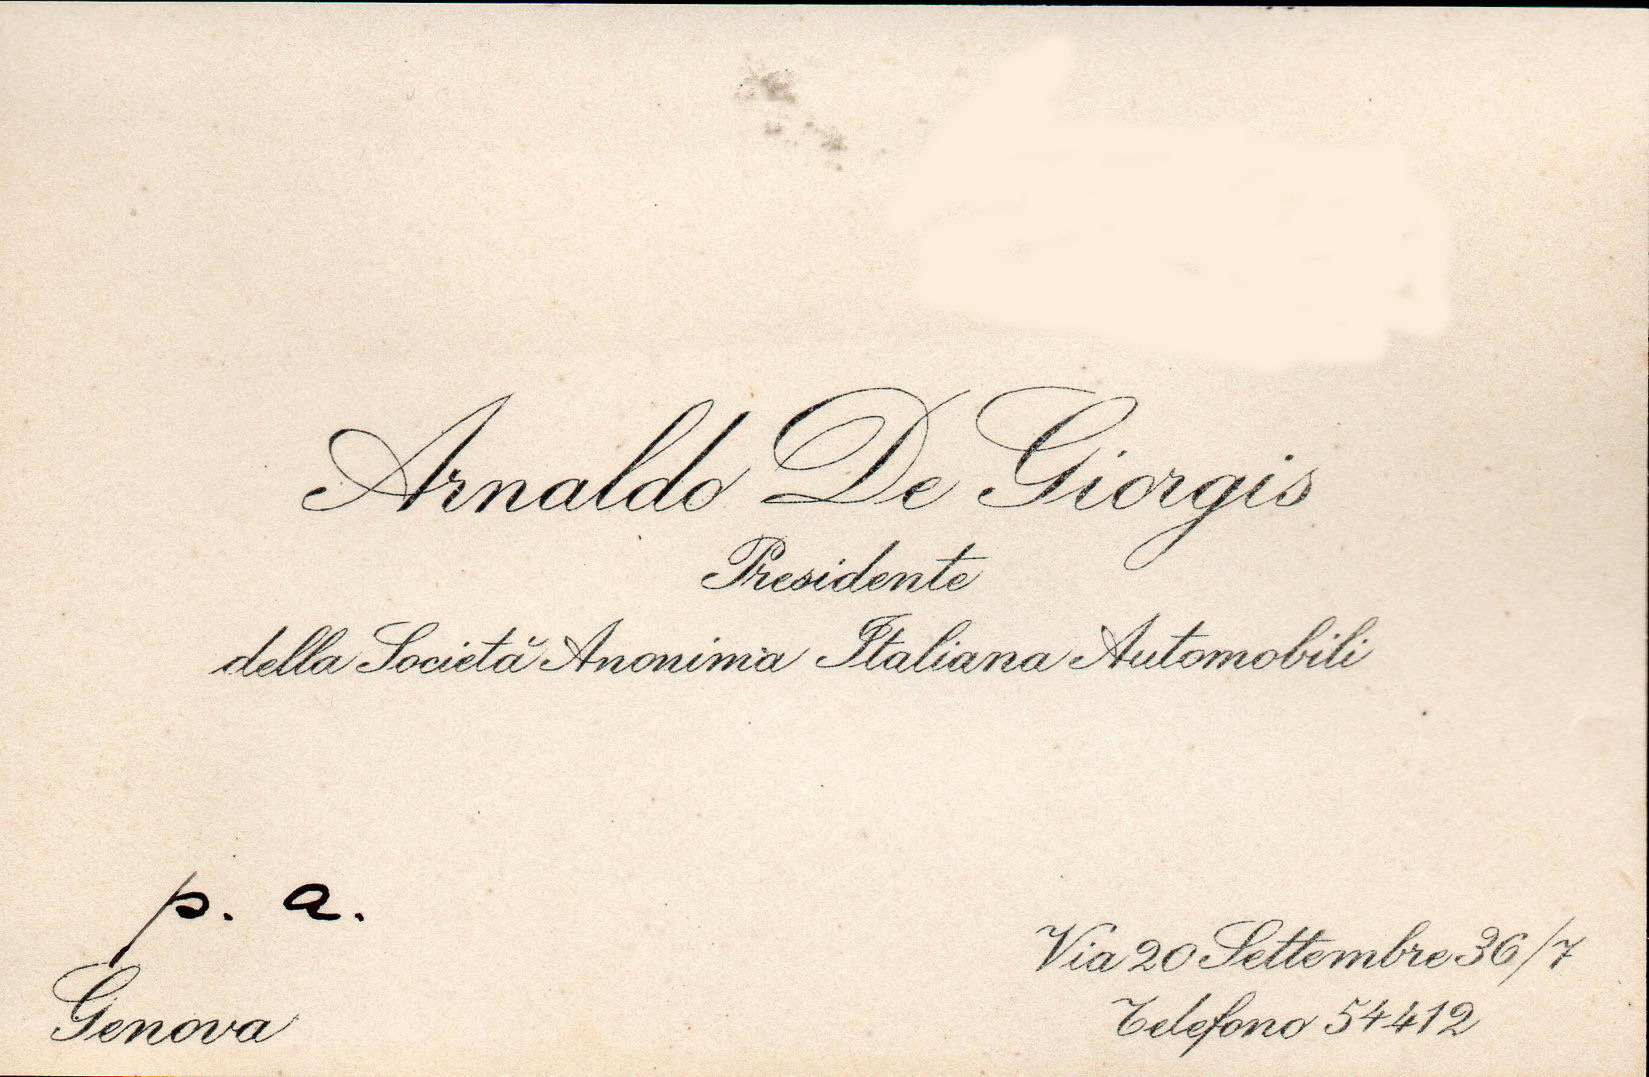 Arnaldo De Giorgis
Presidente
della Società Anonima Italiana Automobili
p. a.
Genova
Via 20 Settembre 36/7
Telefono 54412